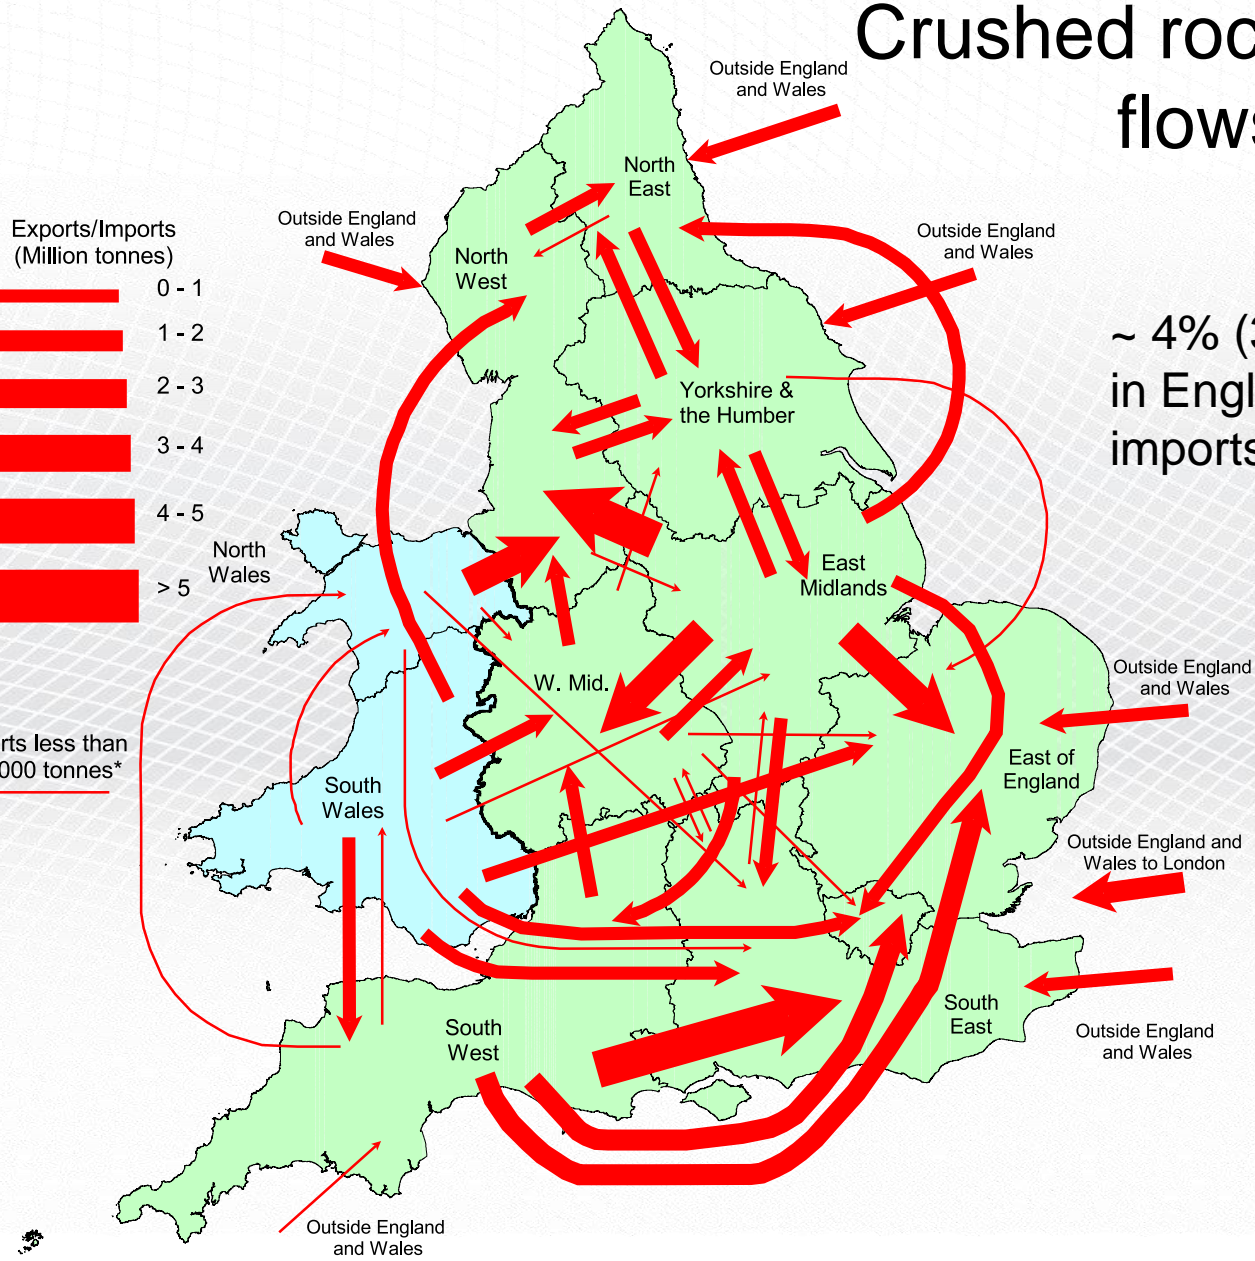 Crushed roc
flows
Outside England
and Wales
North
East
Exports/Imports
(Million tonnes)
0 - 1
1 - 2
2 - 3
3 - 4
4 - 5
> 5
Outside England
and Wales
North
West
Outside England
and Wales
~ 4% (3
in Engl
imports
Yorkshire &
the Humber
North
Wales
East
Midlands
W. Mid.
Outside England
and Wales
rts less than
000 tonnes*
South
Wales
East of
England
Outside England and
Wales to London
South
West
South
East
Outside England
and Wales
Outside England
and Wales